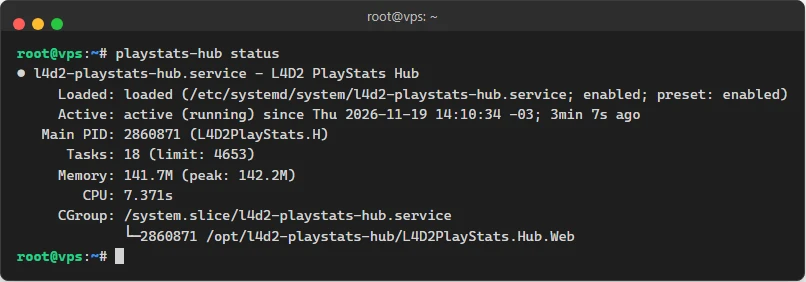 root@vps: ~
root@vps:~# playstats-hub status
● l4d2-playstats-hub.service - L4D2 PlayStats Hub
     Loaded: loaded (/etc/systemd/system/l4d2-playstats-hub.service; enabled; preset: enabled)
     Active: active (running) since Thu 2026-11-19 14:10:34 -03; 3min 7s ago
   Main PID: 2860871 (L4D2PlayStats.H)
      Tasks: 18 (limit: 4653)
     Memory: 141.7M (peak: 142.2M)
        CPU: 7.371s
     CGroup: /system.slice/l4d2-playstats-hub.service
             └─2860871 /opt/l4d2-playstats-hub/L4D2PlayStats.Hub.Web
root@vps:~#